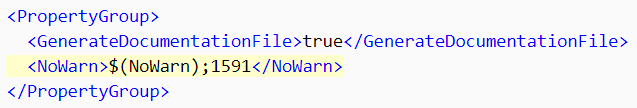 <PropertyGroup>
  <GenerateDocumentationFile>true</GenerateDocumentationFile>
  <NoWarn>$(NoWarn);1591</NoWarn>
</PropertyGroup>